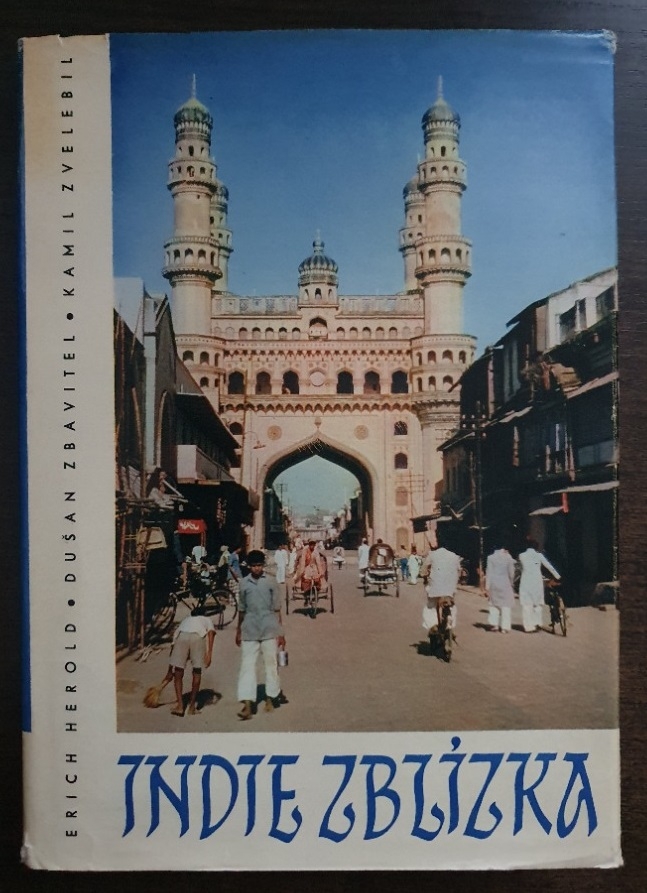 ERICH HEROLD • DUŠAN ZBAVITEL • KAMIL ZVELEBIL
INDIE ZBLÍZKA